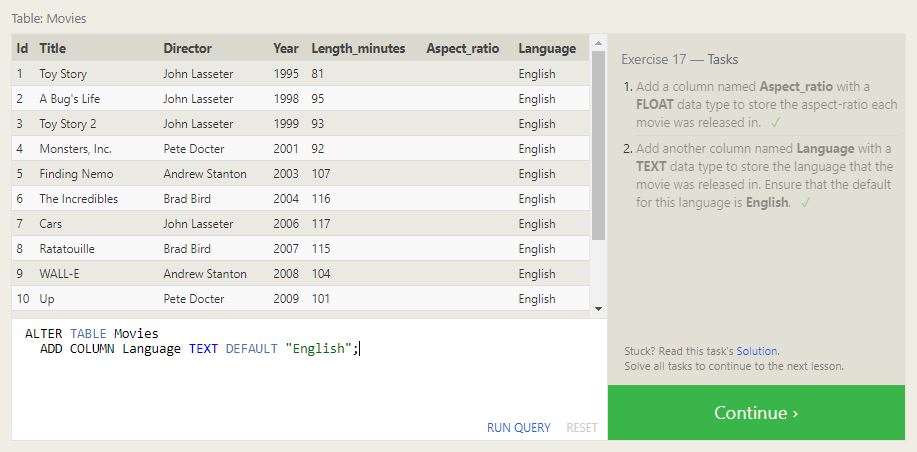 Table: Movies
Id Title Director Year Length_minutes Aspect_ratio Language
1 Toy Story John Lasseter 1995 81 English
2 A Bug's Life John Lasseter 1998 95 English
3 Toy Story 2 John Lasseter 1999 93 English
4 Monsters, Inc. Pete Docter 2001 92 English
5 Finding Nemo Andrew Stanton 2003 107 English
6 The Incredibles Brad Bird 2004 116 English
7 Cars John Lasseter 2006 117 English
8 Ratatouille Brad Bird 2007 115 English
9 WALL-E Andrew Stanton 2008 104 English
10 Up Pete Docter 2009 101 English
ALTER TABLE Movies
ADD COLUMN Language TEXT DEFAULT "English";
RUN QUERY RESET
Exercise 17 — Tasks
1. Add a column named Aspect_ratio with a
FLOAT data type to store the aspect-ratio each
movie was released in. ✓
2. Add another column named Language with a
TEXT data type to store the language that the
movie was released in. Ensure that the default
for this language is English. ✓
Stuck? Read this task's Solution.
Solve all tasks to continue to the next lesson.
Continue ›